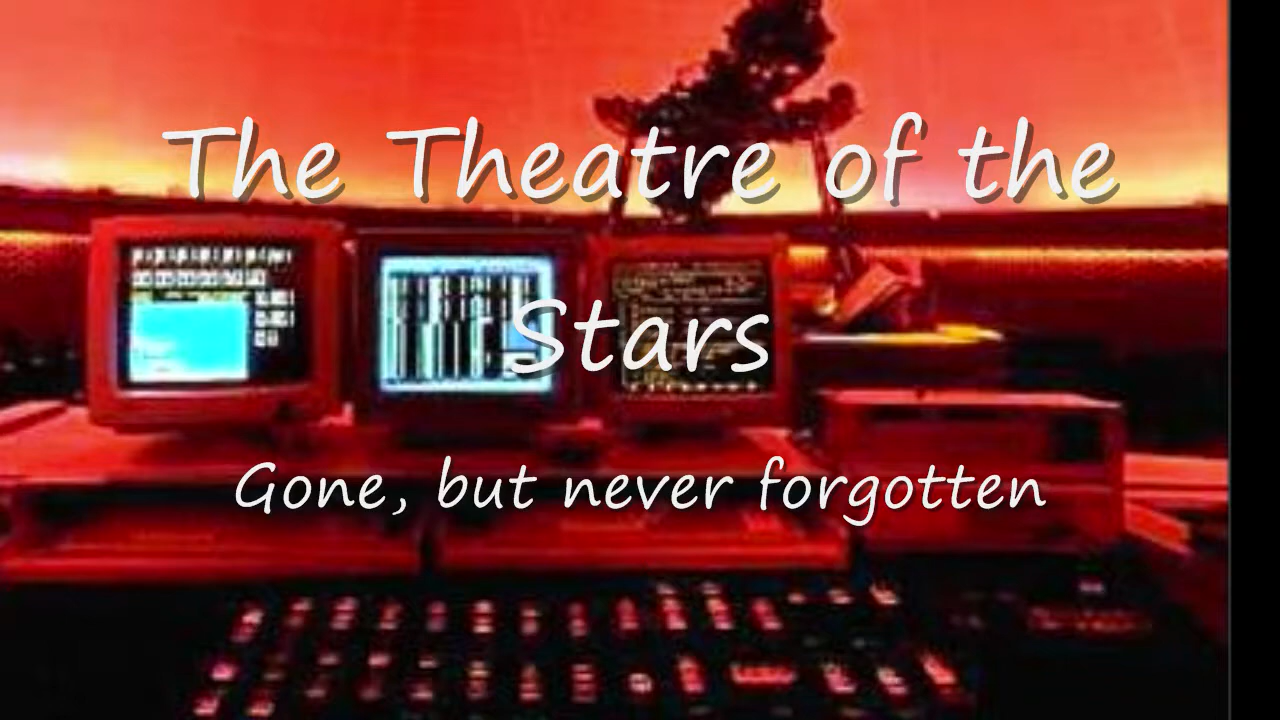 The Theatre of the
Stars
Gone, but never forgotten